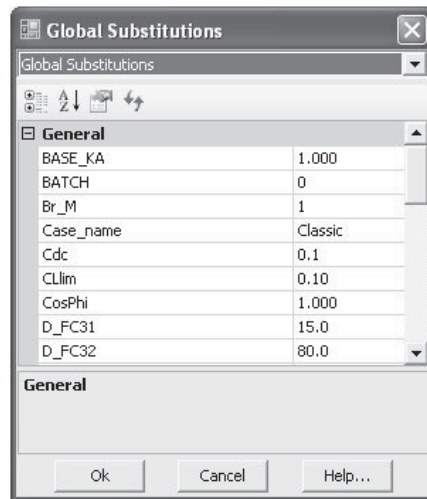 Global Substitutions
Global Substitutions
General
BASE_KA 1.000
BATCH 0
Br_M 1
Case_name Classic
Cdc 0.1
CLlim 0.10
CosPhi 1.000
D_FC31 15.0
D_FC32 80.0
General
Ok Cancel Help...